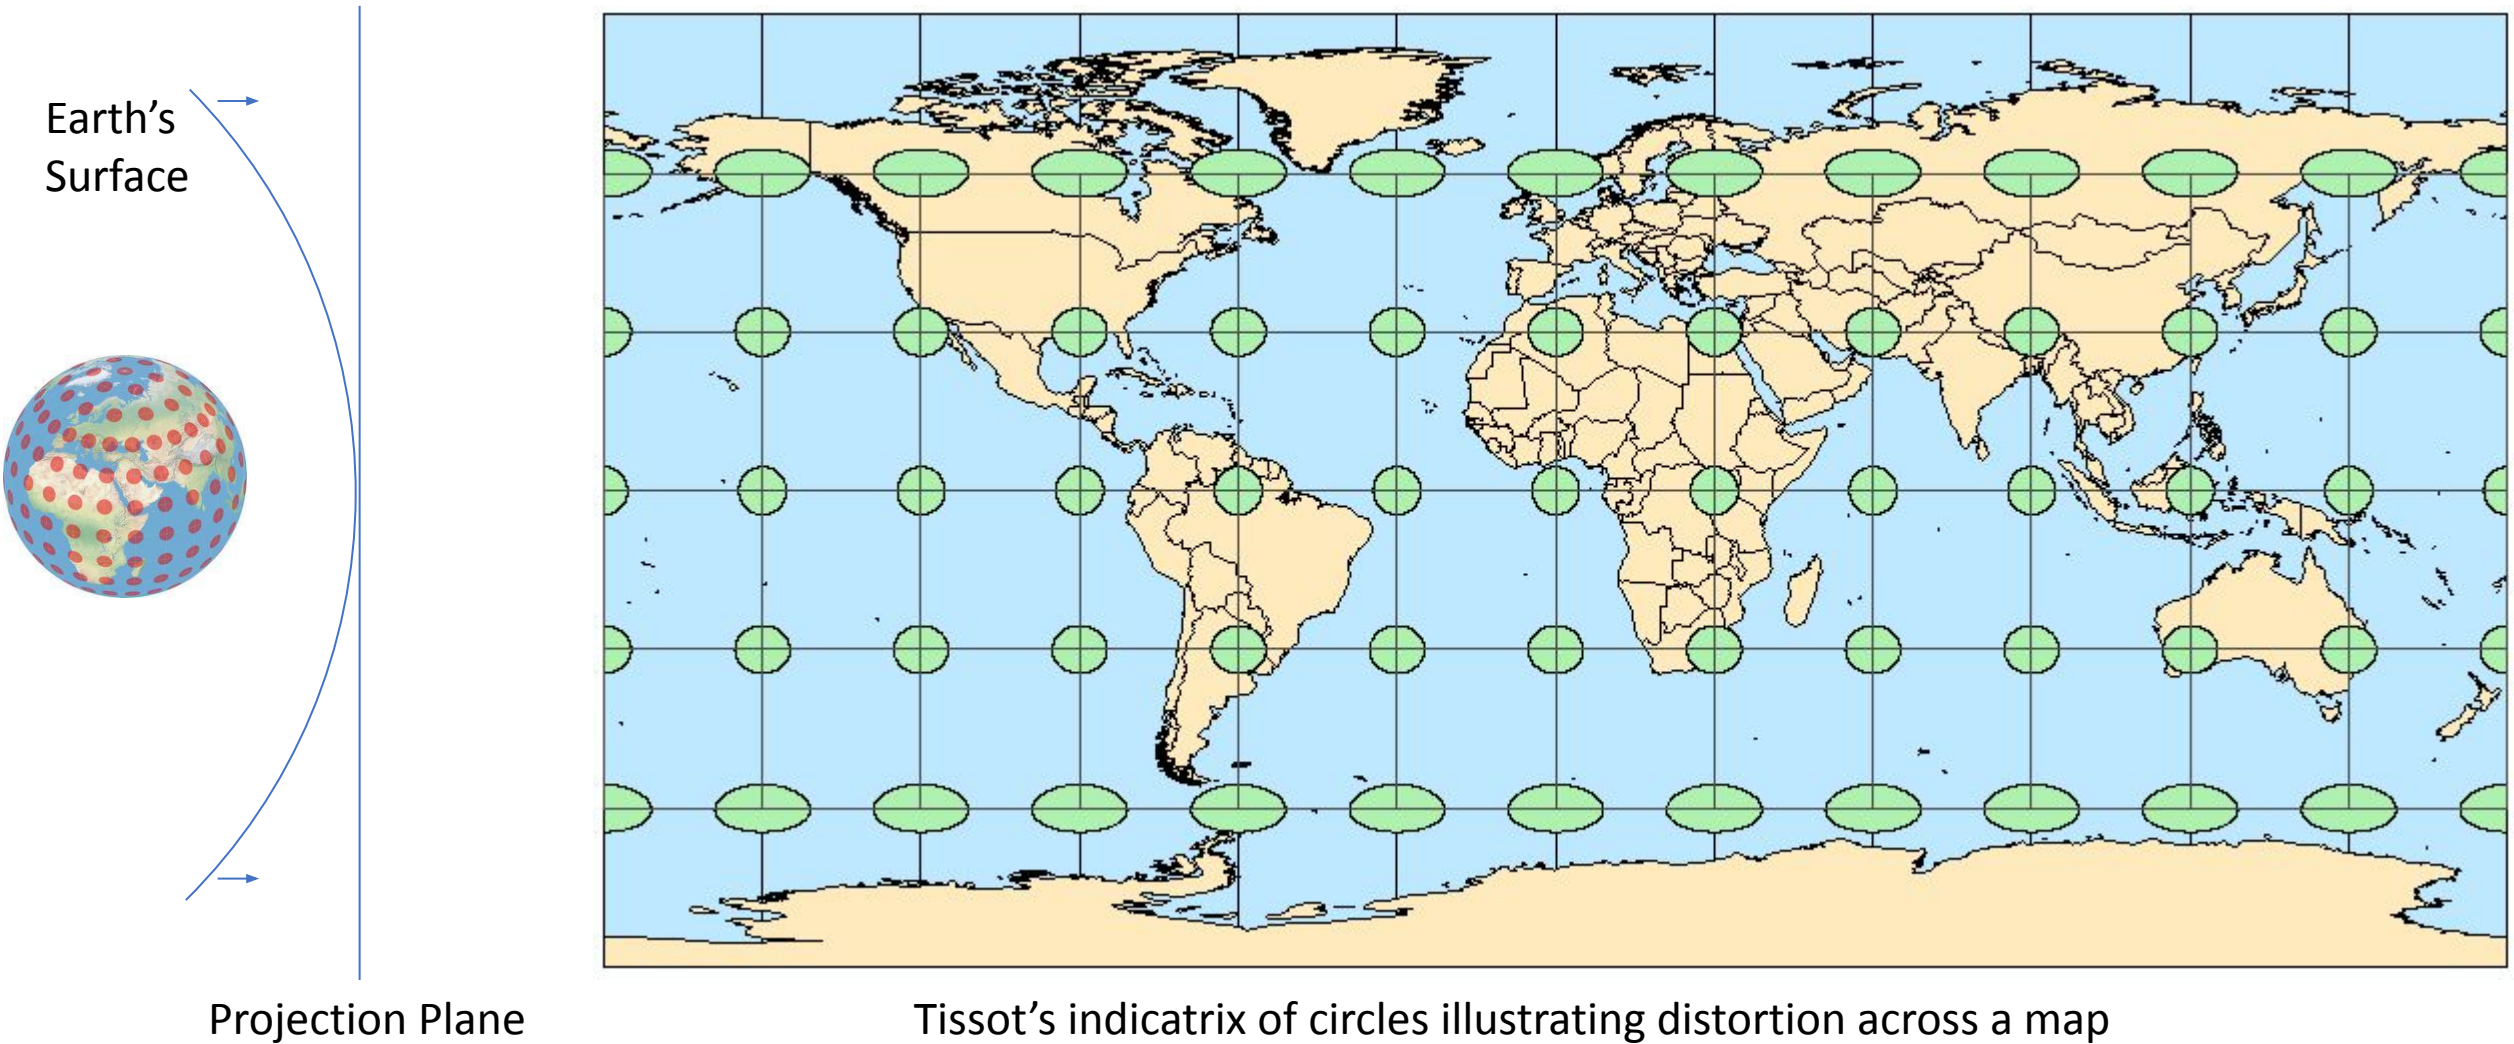 Earth’s
Surface
Projection Plane
Tissot’s indicatrix of circles illustrating distortion across a map